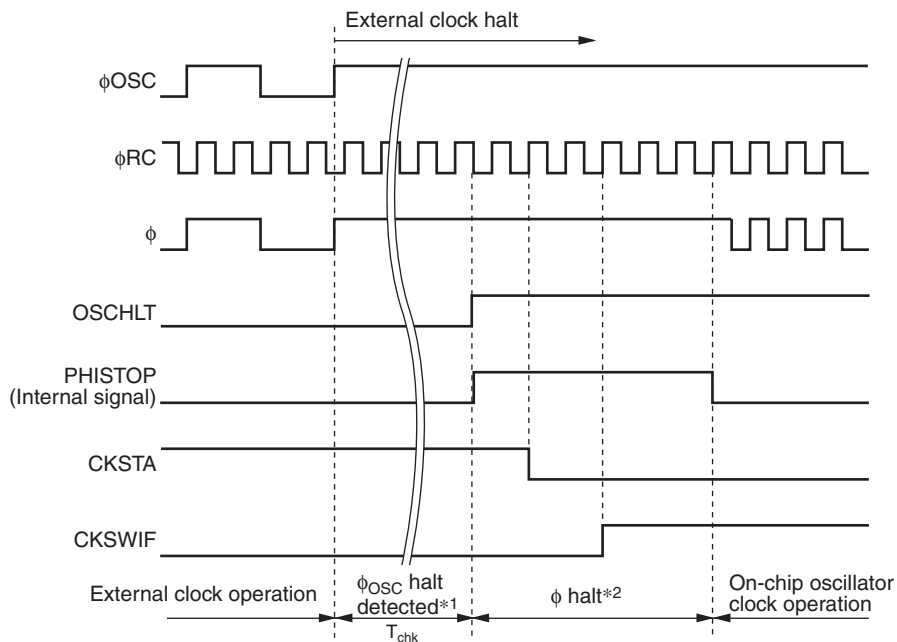 External clock halt
φOSC
φRC
φ
OSCHLT
PHISTOP
(Internal signal)
CKSTA
CKSWIF
External clock operation
φOSC halt
detected*1
Tchk
φ halt*2
On-chip oscillator
clock operation